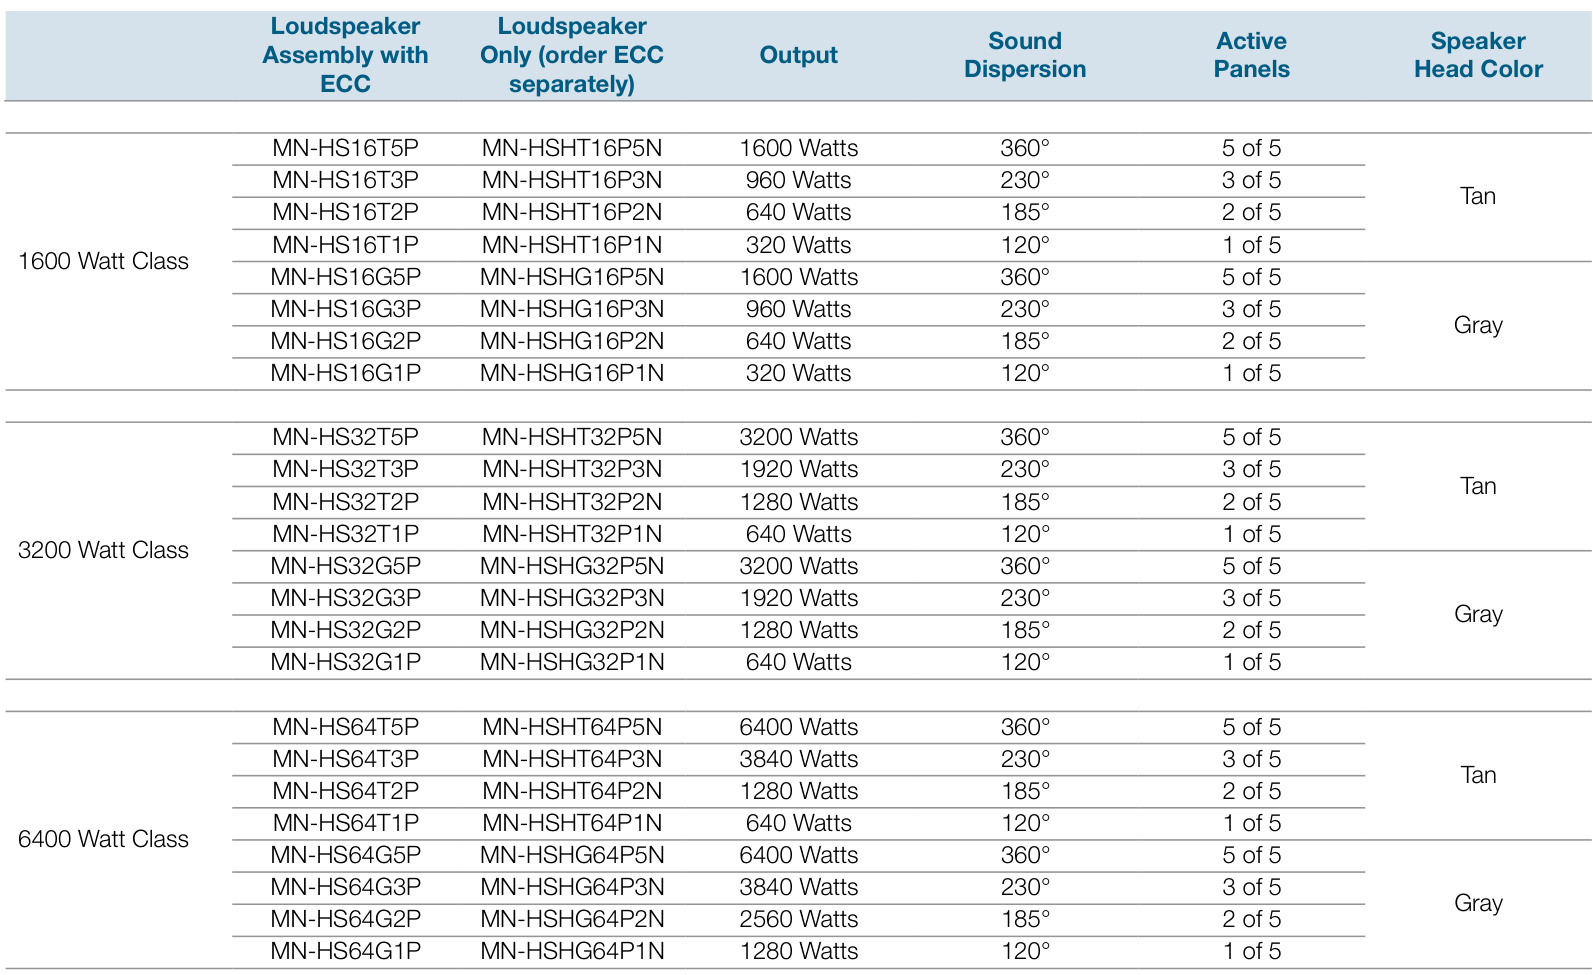 Loudspeaker Assembly with ECC Loudspeaker Only (order ECC separately) Output Sound Dispersion Active Panels Speaker Head Color
1600 Watt Class
MN-HS16T5P MN-HSHT16P5N 1600 Watts 360° 5 of 5 Tan
MN-HS16T3P MN-HSHT16P3N 960 Watts 230° 3 of 5
MN-HS16T2P MN-HSHT16P2N 640 Watts 185° 2 of 5
MN-HS16T1P MN-HSHT16P1N 320 Watts 120° 1 of 5
MN-HS16G5P MN-HSHG16P5N 1600 Watts 360° 5 of 5 Gray
MN-HS16G3P MN-HSHG16P3N 960 Watts 230° 3 of 5
MN-HS16G2P MN-HSHG16P2N 640 Watts 185° 2 of 5
MN-HS16G1P MN-HSHG16P1N 320 Watts 120° 1 of 5
3200 Watt Class
MN-HS32T5P MN-HSHT32P5N 3200 Watts 360° 5 of 5 Tan
MN-HS32T3P MN-HSHT32P3N 1920 Watts 230° 3 of 5
MN-HS32T2P MN-HSHT32P2N 1280 Watts 185° 2 of 5
MN-HS32T1P MN-HSHT32P1N 640 Watts 120° 1 of 5
MN-HS32G5P MN-HSHG32P5N 3200 Watts 360° 5 of 5 Gray
MN-HS32G3P MN-HSHG32P3N 1920 Watts 230° 3 of 5
MN-HS32G2P MN-HSHG32P2N 1280 Watts 185° 2 of 5
MN-HS32G1P MN-HSHG32P1N 640 Watts 120° 1 of 5
6400 Watt Class
MN-HS64T5P MN-HSHT64P5N 6400 Watts 360° 5 of 5 Tan
MN-HS64T3P MN-HSHT64P3N 3840 Watts 230° 3 of 5
MN-HS64T2P MN-HSHT64P2N 1280 Watts 185° 2 of 5
MN-HS64T1P MN-HSHT64P1N 640 Watts 120° 1 of 5
MN-HS64G5P MN-HSHG64P5N 6400 Watts 360° 5 of 5 Gray
MN-HS64G3P MN-HSHG64P3N 3840 Watts 230° 3 of 5
MN-HS64G2P MN-HSHG64P2N 2560 Watts 185° 2 of 5
MN-HS64G1P MN-HSHG64P1N 1280 Watts 120° 1 of 5